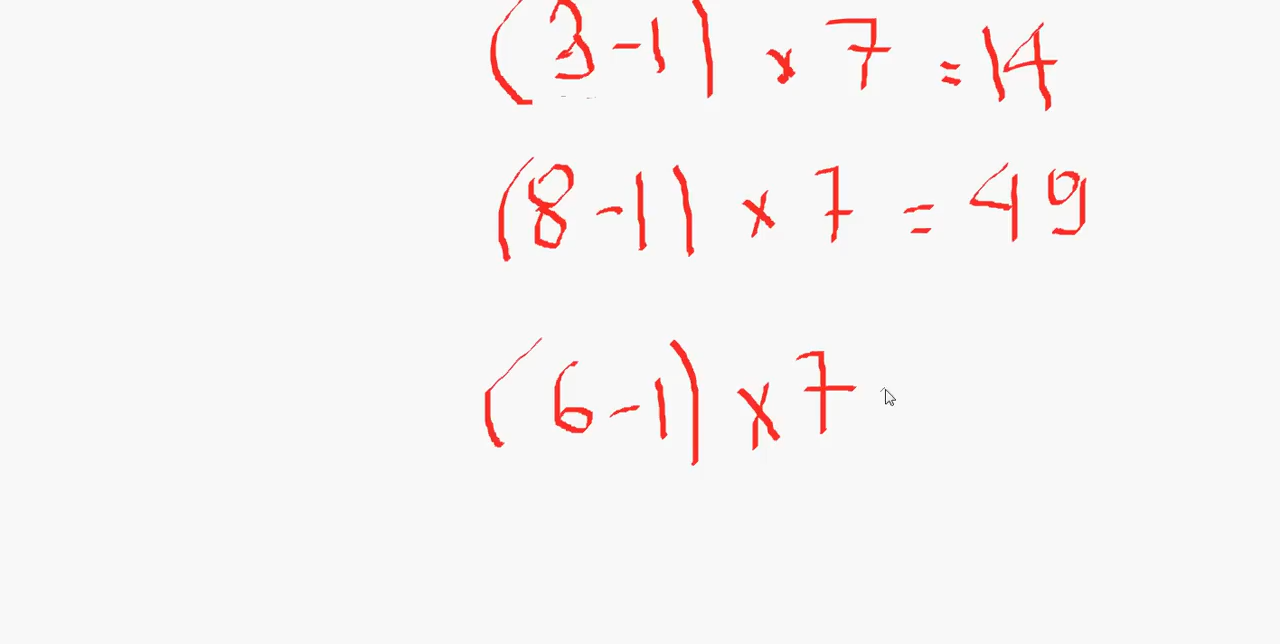 (3-1) x 7 = 14
(8-1) x 7 = 49
(6-1) x 7